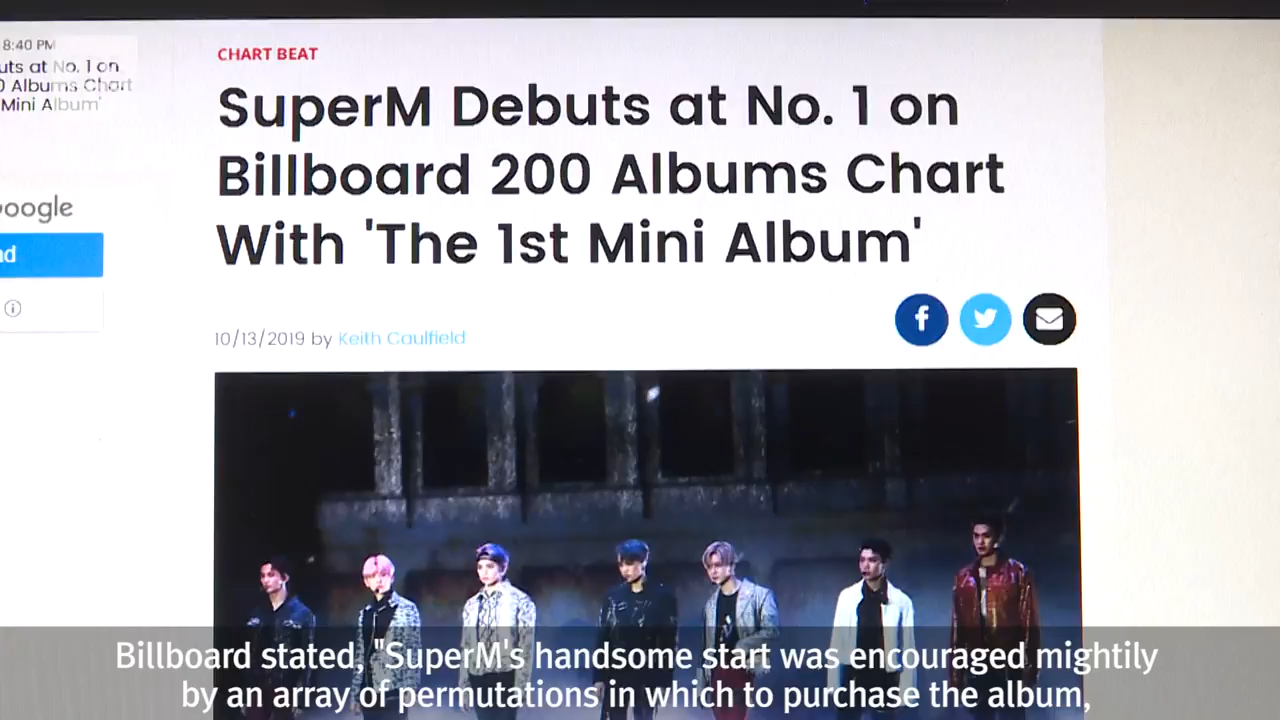 8:40 PM
uts at No. 1 on
0 Albums Chart
Mini Album'
oogle
nd
CHART BEAT
SuperM Debuts at No. 1 on
Billboard 200 Albums Chart
With 'The 1st Mini Album'
10/13/2019 by Keith Caulfield
Billboard stated, "SuperM's handsome start was encouraged mightily
by an array of permutations in which to purchase the album,